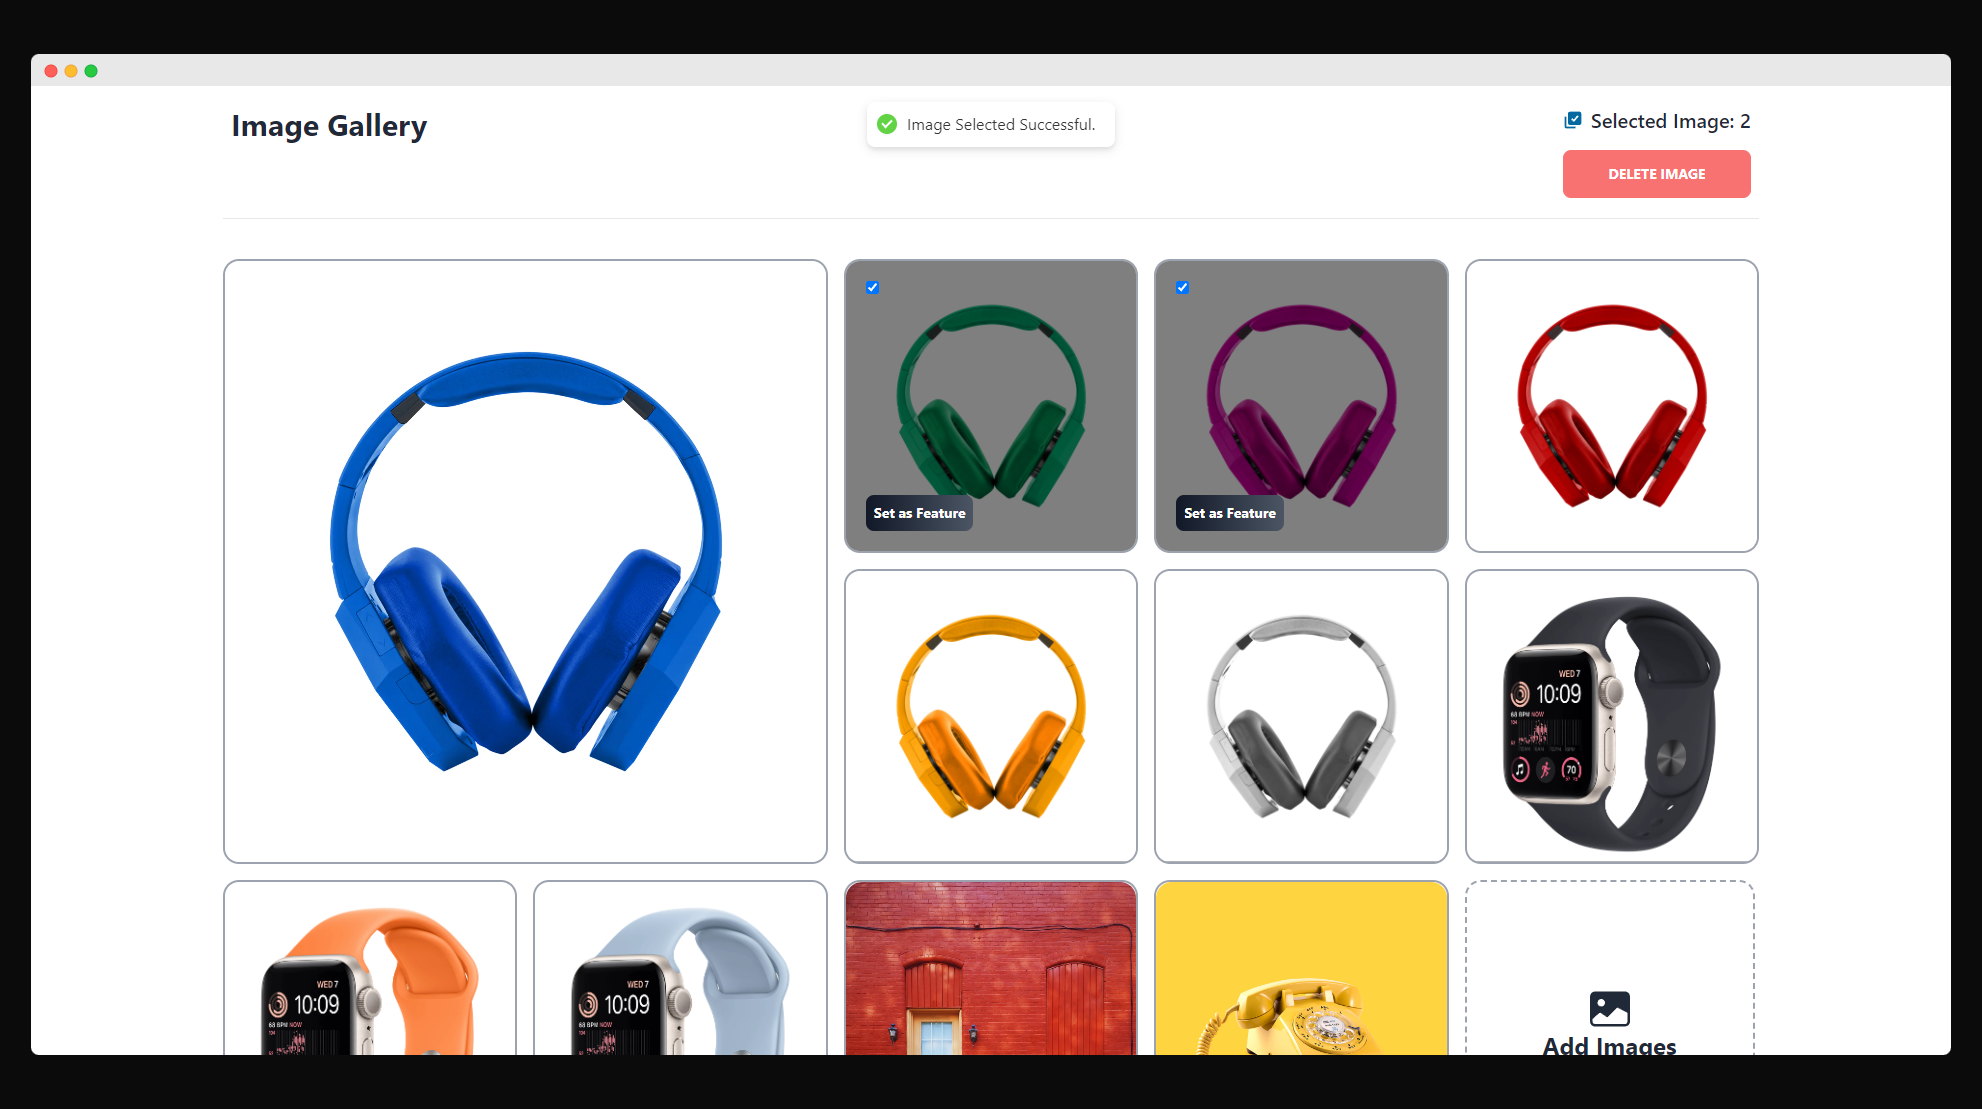 Image Gallery
Image Selected Successful.
Selected Image: 2
DELETE IMAGE
Set as Feature
Set as Feature
WED 7
10:09
68 BPM NOW
70
WED 7
10:09
68 BPM NOW
WED 7
10:09
68 BPM NOW
Add Images